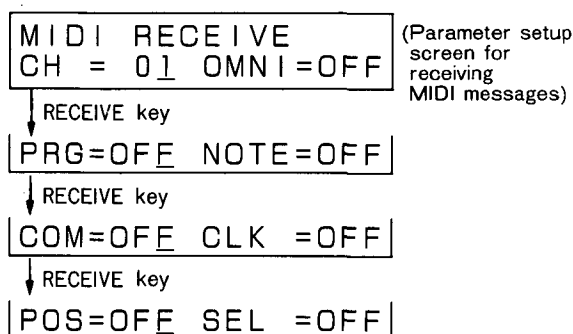 MIDI RECEIVE
CH = 01 OMNI=OFF
(Parameter setup
screen for
receiving
MIDI messages)
RECEIVE key
PRG=OFF NOTE=OFF
RECEIVE key
COM=OFF CLK =OFF
RECEIVE key
POS=OFF SEL =OFF